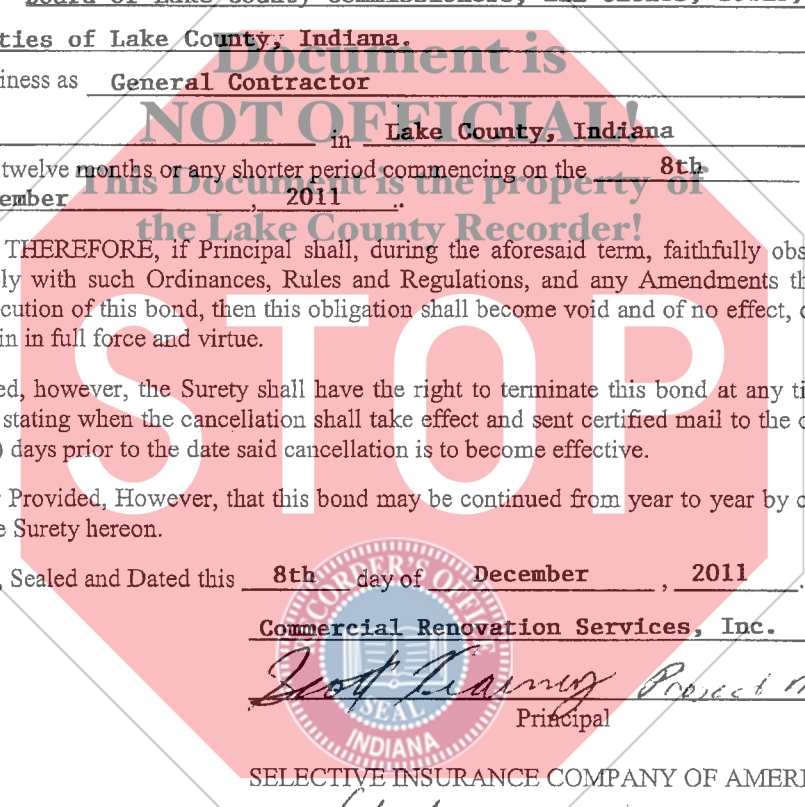 Board of Lake County Commissioners, and
ties of Lake County, Indiana.
Document is
iness as General Contractor
NOT OFFICIAL!
in Lake County, Indiana
twelve months or any shorter period commencing on the 8th
This Document is the property of
ember , 2011 .
the Lake County Recorder!
THEREFORE, if Principal shall, during the aforesaid term, faithfully obs
ly with such Ordinances, Rules and Regulations, and any Amendments th
cution of this bond, then this obligation shall become void and of no effect, o
in in full force and virtue.
STOP
ed, however, the Surety shall have the right to terminate this bond at any ti
stating when the cancellation shall take effect and sent certified mail to the o
) days prior to the date said cancellation is to become effective.
r Provided, However, that this bond may be continued from year to year by c
e Surety hereon.
, Sealed and Dated this 8th day of December , 2011 .
RECORDER'S OFFICE
Commercial Renovation Services, Inc.
Scott Project
SEAL
Principal
INDIANA
SELECTIVE INSURANCE COMPANY OF AMERI